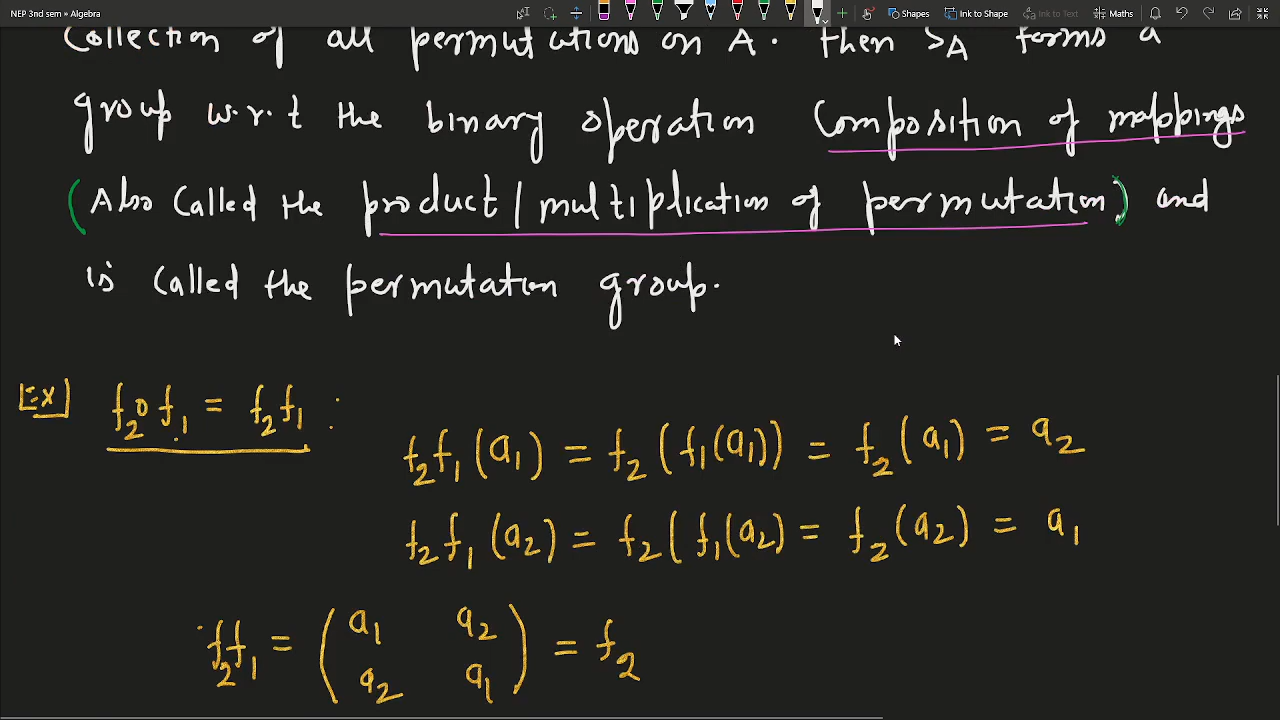 NEP 3rd sem » Algebra
Shapes Ink to Shape Ink to Text Maths
Collection of all permutations on A. Then S_A forms a
group w.r.t the binary operation Composition of mappings
(Also Called the product / multiplication of permutation) and
is called the permutation group.
Ex f₂∘f₁ = f₂f₁ :
f₂f₁(a₁) = f₂(f₁(a₁)) = f₂(a₁) = a₂
f₂f₁(a₂) = f₂(f₁(a₂) = f₂(a₂) = a₁
f₂f₁ = ( a₁ a₂
a₂ a₁ ) = f₂